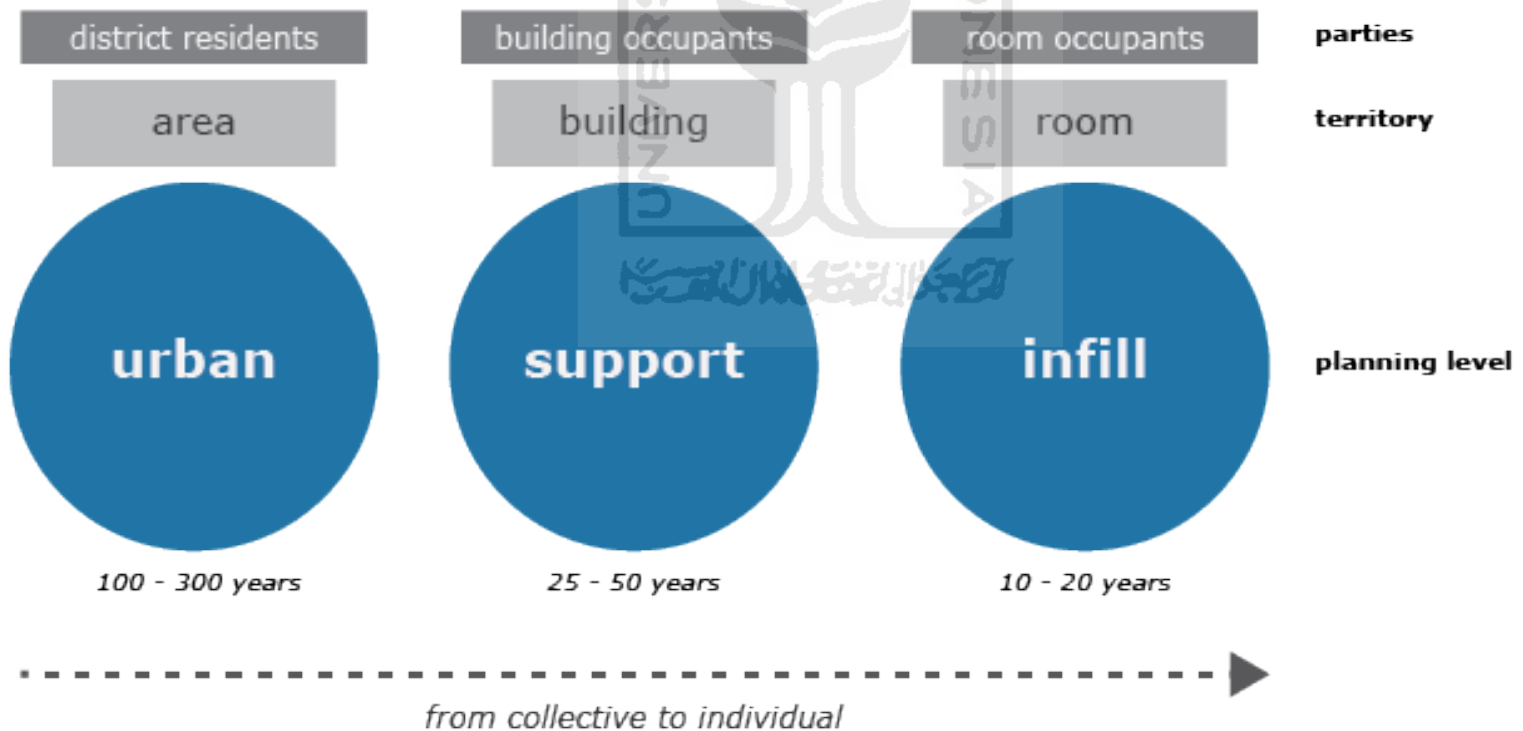 district residents building occupants room occupants parties
area building room territory
urban support infill planning level
100 - 300 years 25 - 50 years 10 - 20 years
from collective to individual